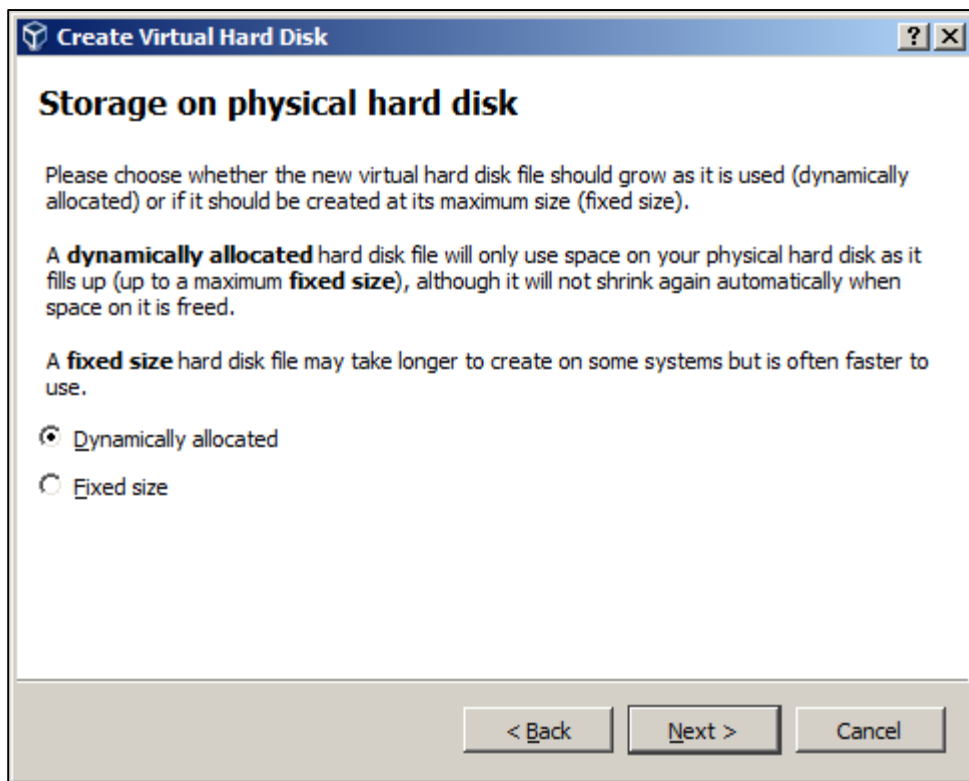 Create Virtual Hard Disk
Storage on physical hard disk
Please choose whether the new virtual hard disk file should grow as it is used (dynamically
allocated) or if it should be created at its maximum size (fixed size).
A dynamically allocated hard disk file will only use space on your physical hard disk as it
fills up (up to a maximum fixed size), although it will not shrink again automatically when
space on it is freed.
A fixed size hard disk file may take longer to create on some systems but is often faster to
use.
Dynamically allocated
Fixed size
< Back Next > Cancel